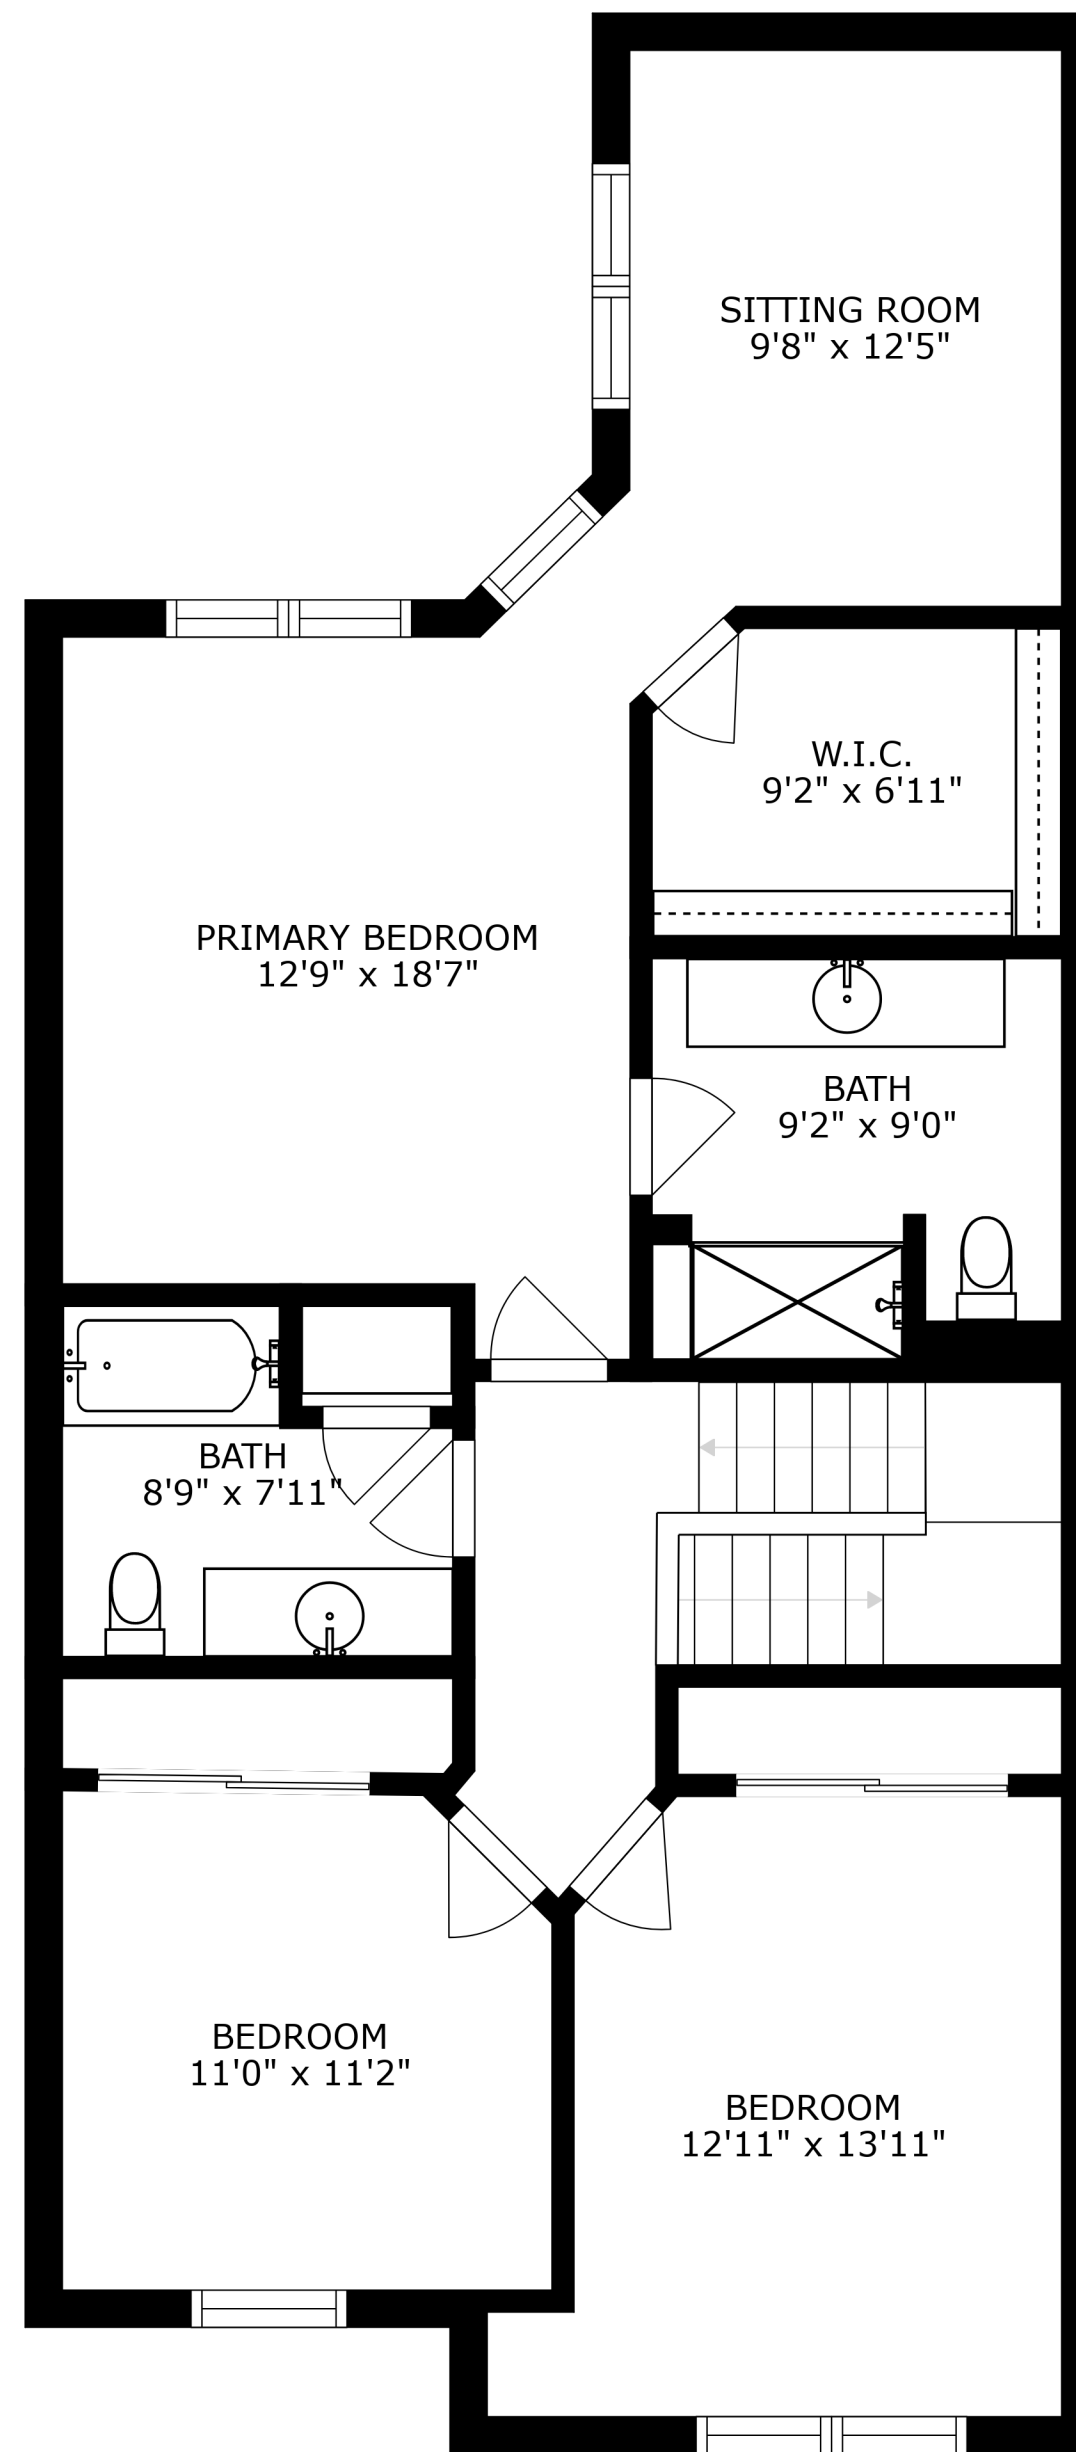 SITTING ROOM
9'8" x 12'5"
W.I.C.
9'2" x 6'11"
PRIMARY BEDROOM
12'9" x 18'7"
BATH
9'2" x 9'0"
BATH
8'9" x 7'11"
BEDROOM
11'0" x 11'2"
BEDROOM
12'11" x 13'11"